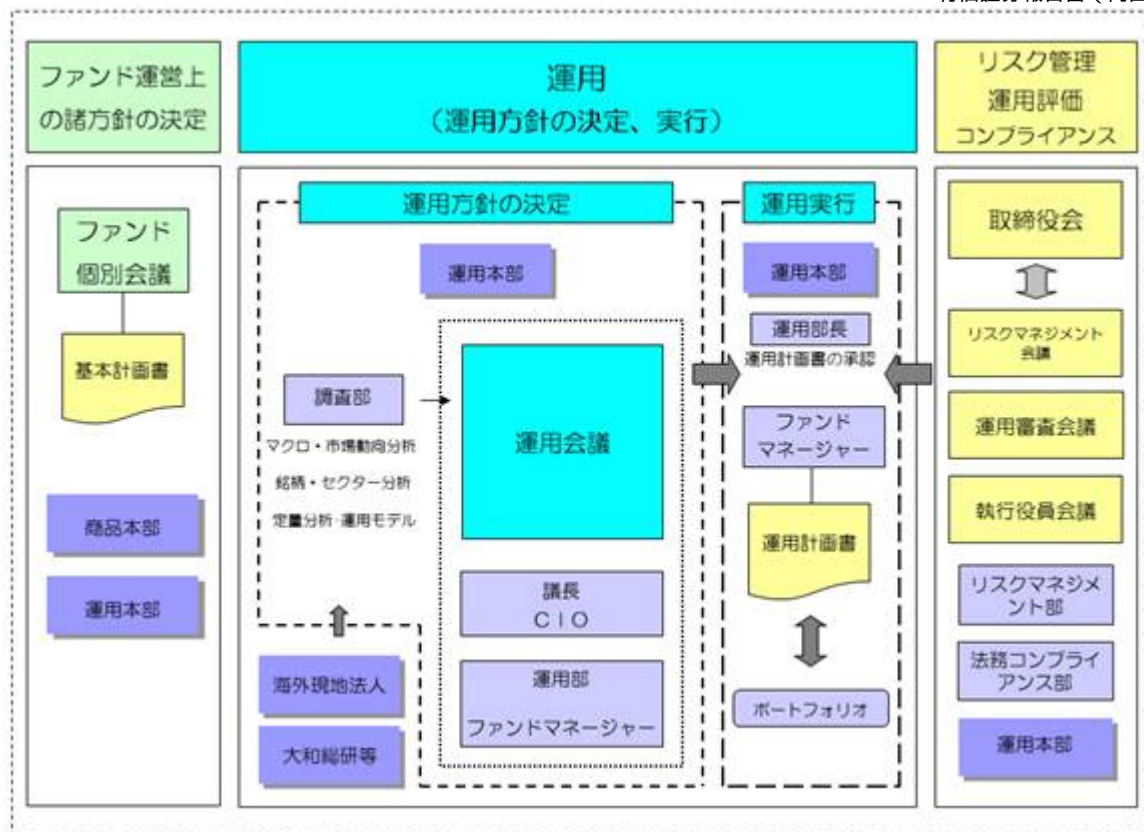 ファンド運営上
の諸方針の決定
運用
（運用方針の決定、実行）
リスク管理
運用評価
コンプライアンス
ファンド
個別会議
基本計画書
商品本部
運用本部
運用方針の決定
運用本部
調査部
マクロ・市場動向分析
銘柄・セクター分析
定量分析・運用モデル
運用会議
議長
ＣＩＯ
運用部
ファンドマネージャー
海外現地法人
大和総研等
運用実行
運用本部
運用部長
運用計画書の承認
ファンド
マネージャー
運用計画書
ポートフォリオ
取締役会
リスクマネジメント
会議
運用審査会議
執行役員会議
リスクマネジメ
ント部
法務コンプライ
アンス部
運用本部